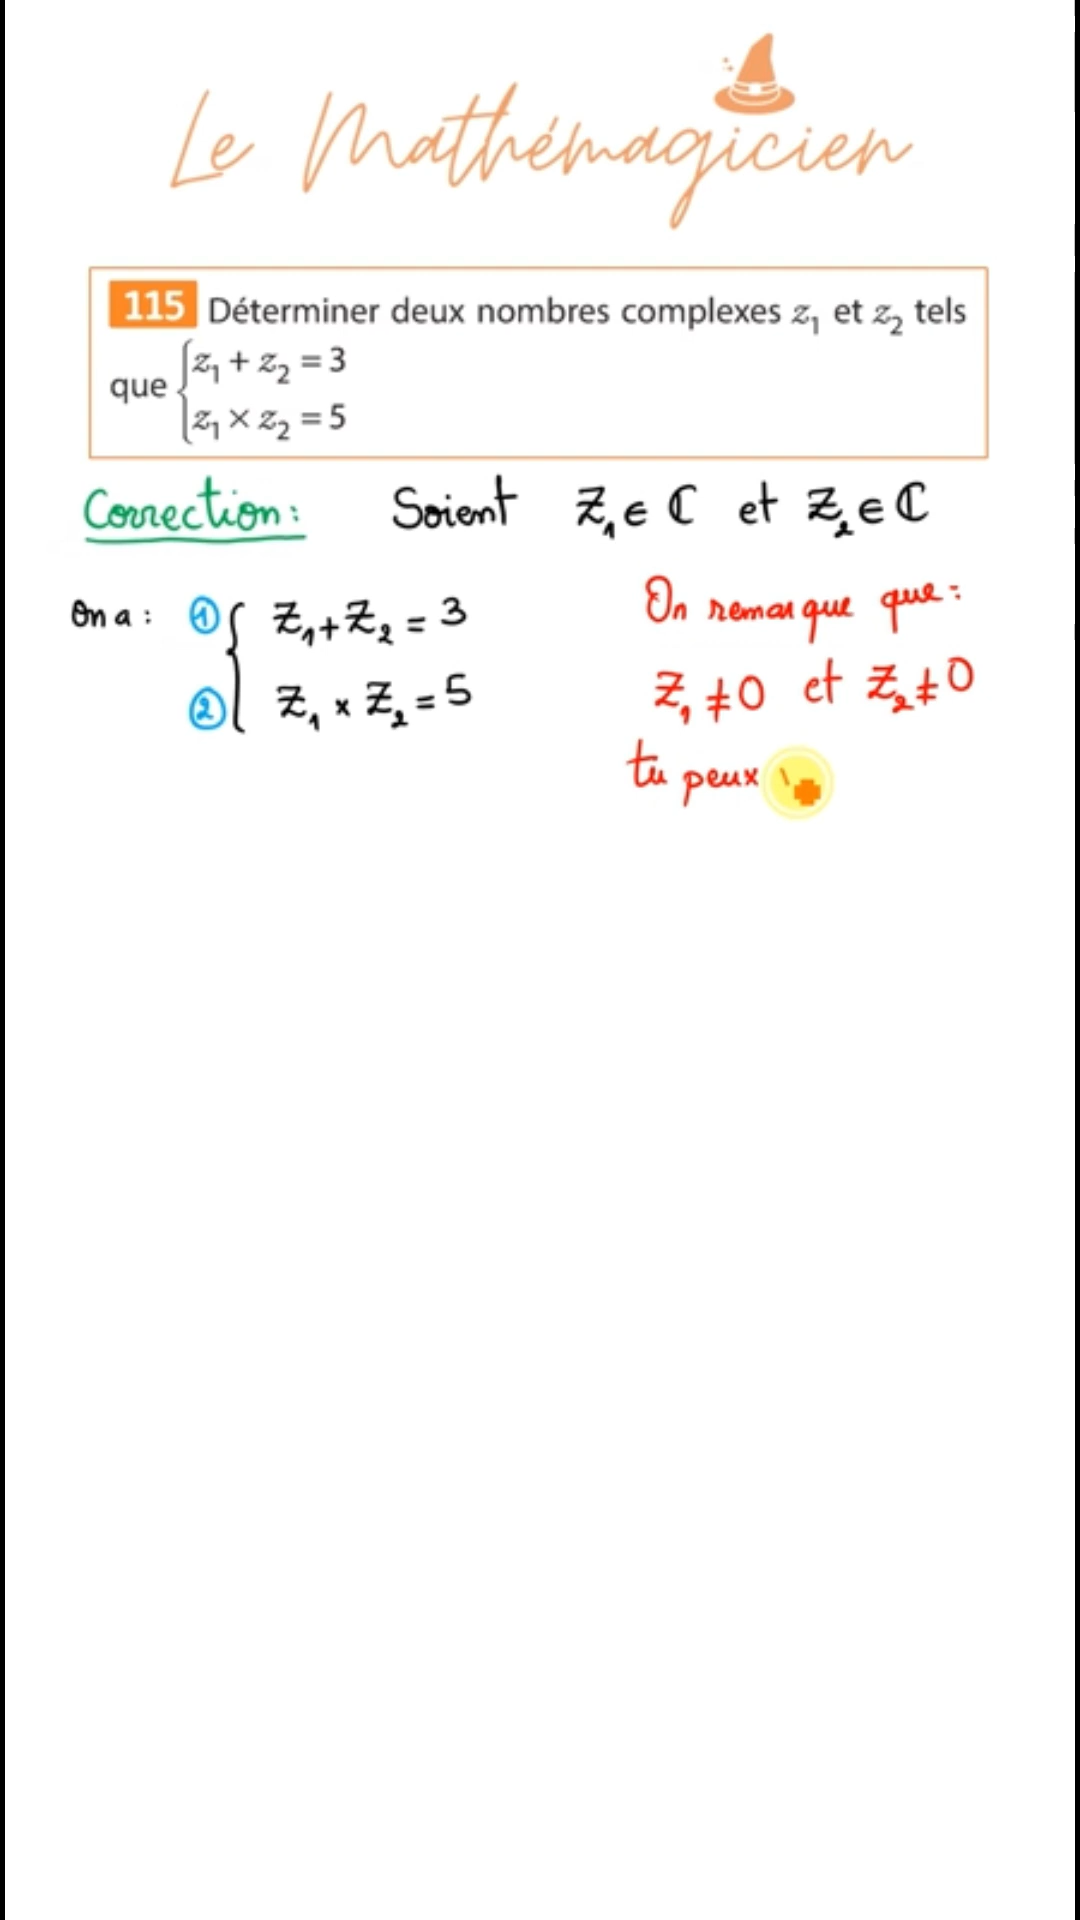 Le Mathémagicien
115 Déterminer deux nombres complexes z₁ et z₂ tels
que { z₁ + z₂ = 3
z₁ × z₂ = 5
Correction : Soient Z₁ ∈ ℂ et Z₂ ∈ ℂ
On a : ① { Z₁ + Z₂ = 3
② Z₁ × Z₂ = 5
On remarque que :
Z₁ ≠ 0 et Z₂ ≠ 0
tu peux